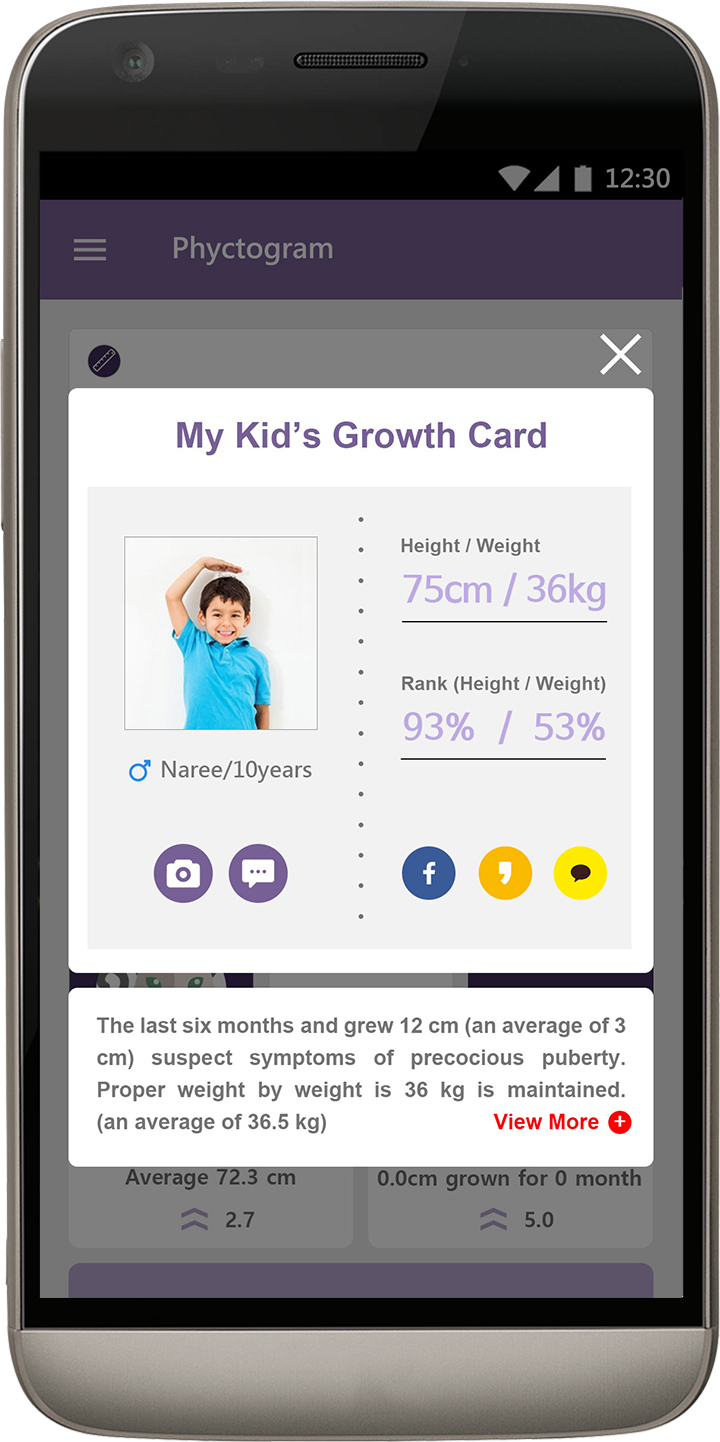 12:30
Phyctogram
My Kid’s Growth Card
Height / Weight
75cm / 36kg
Rank (Height / Weight)
93% / 53%
Naree/10years
The last six months and grew 12 cm (an average of 3
cm) suspect symptoms of precocious puberty.
Proper weight by weight is 36 kg is maintained.
(an average of 36.5 kg)
View More
Average 72.3 cm
0.0cm grown for 0 month
2.7
5.0